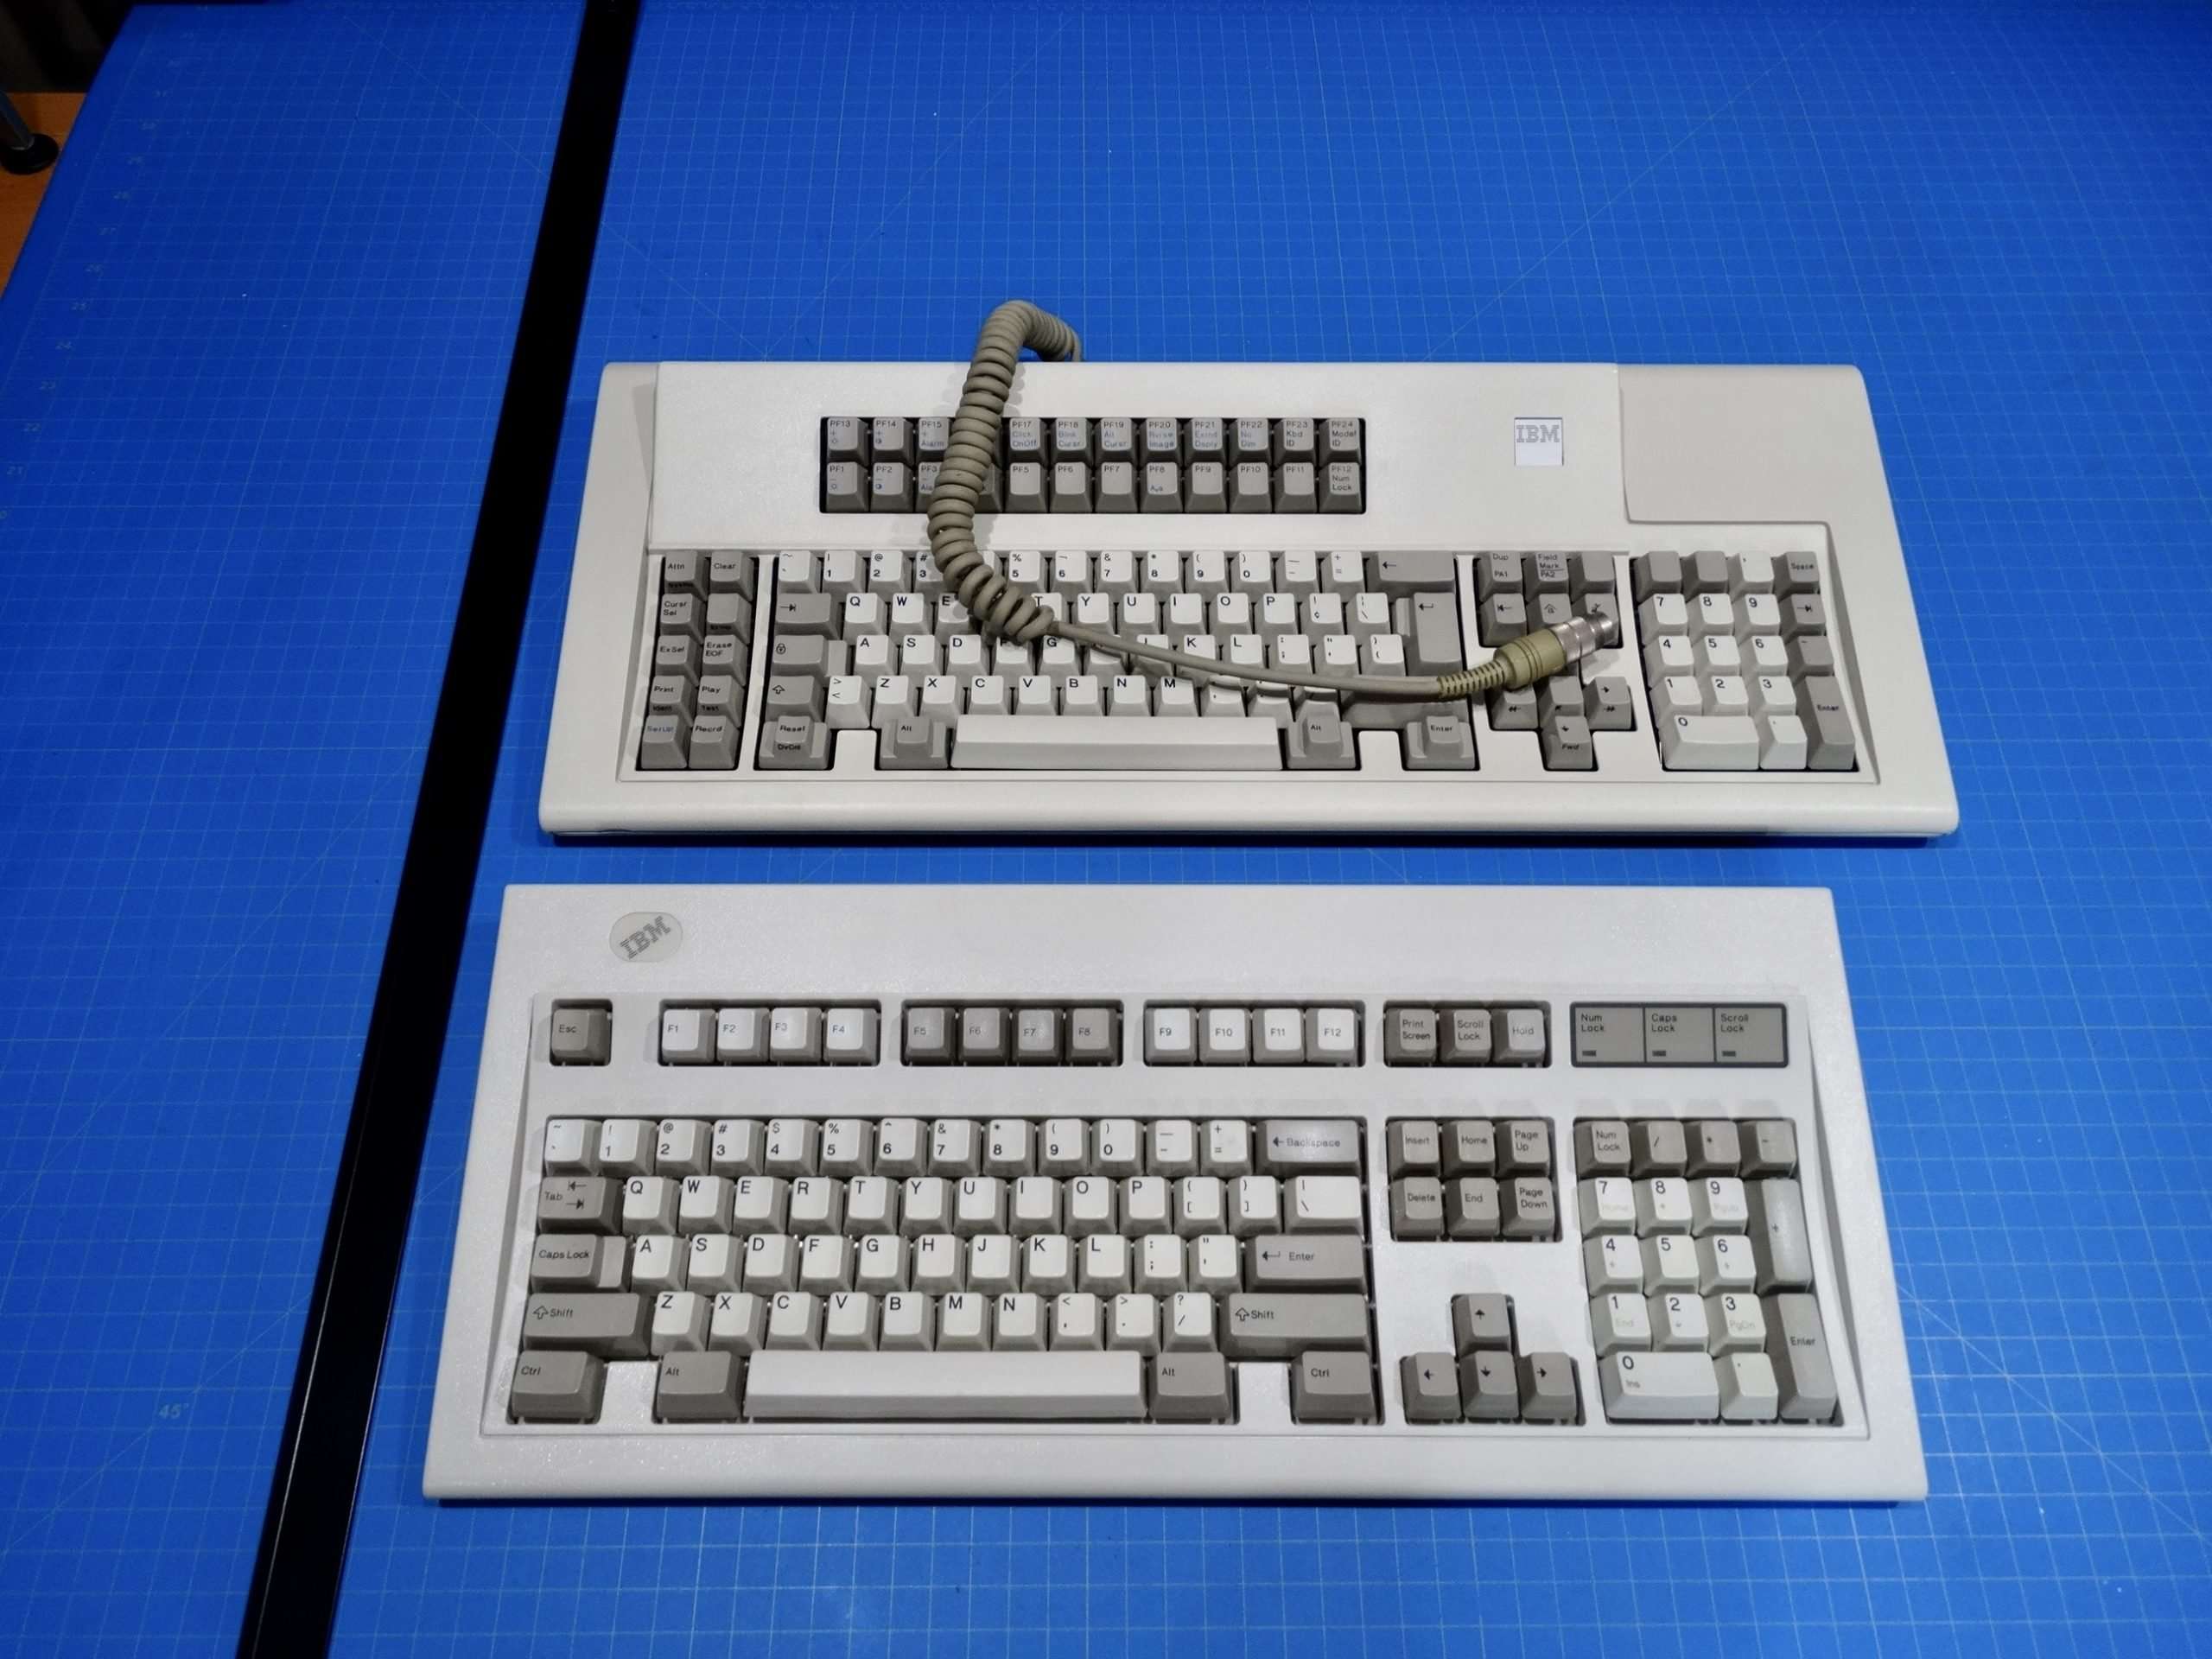 PF13 PF14 PF15 PF17 PF18 PF19 PF20 PF21 PF22 PF23 PF24
+ + + Click Blink Alt Rvrse Extnd No Kbd Model
Alarm On/Off Cursr Cursr Image Dsply Dim ID ID
IBM
PF1 PF2 PF3 PF5 PF6 PF7 PF8 PF9 PF10 PF11 PF12
Num
Lock
Attn Clear ~ | @ # % ¬ & * ( ) — + ← Dup Field , Space
` 1 2 3 5 6 7 8 9 0 - = PA1 Mark
PA2
Cursr Sel →| Q W E T Y U I O P ! ¦ ↵ |← 7 8 9 →|
¢ \
ExSel Erase A S D G K L : " } 4 5 6 -
EOF ; ' {
Print Play ⇧ > Z X C V B N M 1 2 3 Enter
Ident Test <
SetUp Recrd Reset Alt Alt Enter 0 .
DvCnl Fwd
IBM
Esc F1 F2 F3 F4 F5 F6 F7 F8 F9 F10 F11 F12 Print Scroll Hold Num Caps Scroll
Screen Lock Lock Lock Lock
~ ! @ # $ % ^ & * ( ) — + ← Backspace Insert Home Page Num / * -
` 1 2 3 4 5 6 7 8 9 0 - = Up Lock
Tab Q W E R T Y U I O P { } | Delete End Page 7 8 9 +
[ ] \ Down Home PgUp
Caps Lock A S D F G H J K L : " ↵ Enter 4 5 6
; '
⇧Shift Z X C V B M N < > ? ⇧Shift ↑ 1 2 3 Enter
, . / End PgDn
Ctrl Alt Alt Ctrl ← ↓ → 0 .
Ins
45°